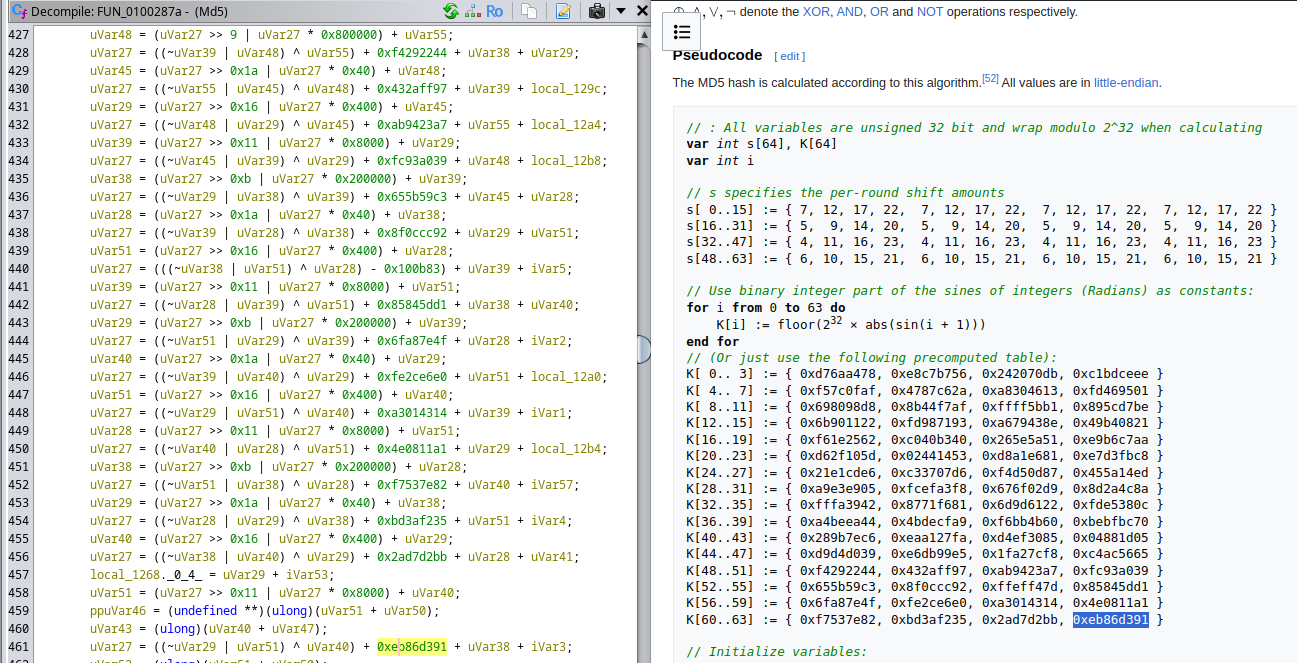 Decompile: FUN_0100287a - (Md5)
Ro
427 uVar48 = (uVar27 >> 9 | uVar27 * 0x800000) + uVar55;
428 uVar27 = ((~uVar39 | uVar48) ^ uVar55) + 0xf4292244 + uVar38 + uVar29;
429 uVar45 = (uVar27 >> 0x1a | uVar27 * 0x40) + uVar48;
430 uVar27 = ((~uVar55 | uVar45) ^ uVar48) + 0x432aff97 + uVar39 + local_129c;
431 uVar29 = (uVar27 >> 0x16 | uVar27 * 0x400) + uVar45;
432 uVar27 = ((~uVar48 | uVar29) ^ uVar45) + 0xab9423a7 + uVar55 + local_12a4;
433 uVar39 = (uVar27 >> 0x11 | uVar27 * 0x8000) + uVar29;
434 uVar27 = ((~uVar45 | uVar39) ^ uVar29) + 0xfc93a039 + uVar48 + local_12b8;
435 uVar38 = (uVar27 >> 0xb | uVar27 * 0x200000) + uVar39;
436 uVar27 = ((~uVar29 | uVar38) ^ uVar39) + 0x655b59c3 + uVar45 + uVar28;
437 uVar28 = (uVar27 >> 0x1a | uVar27 * 0x40) + uVar38;
438 uVar27 = ((~uVar39 | uVar28) ^ uVar38) + 0x8f0ccc92 + uVar29 + uVar51;
439 uVar51 = (uVar27 >> 0x16 | uVar27 * 0x400) + uVar28;
440 uVar27 = (((~uVar38 | uVar51) ^ uVar28) - 0x100b83) + uVar39 + iVar5;
441 uVar39 = (uVar27 >> 0x11 | uVar27 * 0x8000) + uVar51;
442 uVar27 = ((~uVar28 | uVar39) ^ uVar51) + 0x85845dd1 + uVar38 + uVar40;
443 uVar29 = (uVar27 >> 0xb | uVar27 * 0x200000) + uVar39;
444 uVar27 = ((~uVar51 | uVar29) ^ uVar39) + 0x6fa87e4f + uVar28 + iVar2;
445 uVar40 = (uVar27 >> 0x1a | uVar27 * 0x40) + uVar29;
446 uVar27 = ((~uVar39 | uVar40) ^ uVar29) + 0xfe2ce6e0 + uVar51 + local_12a0;
447 uVar51 = (uVar27 >> 0x16 | uVar27 * 0x400) + uVar40;
448 uVar27 = ((~uVar29 | uVar51) ^ uVar40) + 0xa3014314 + uVar39 + iVar1;
449 uVar28 = (uVar27 >> 0x11 | uVar27 * 0x8000) + uVar51;
450 uVar27 = ((~uVar40 | uVar28) ^ uVar51) + 0x4e0811a1 + uVar29 + local_12b4;
451 uVar38 = (uVar27 >> 0xb | uVar27 * 0x200000) + uVar28;
452 uVar27 = ((~uVar51 | uVar38) ^ uVar28) + 0xf7537e82 + uVar40 + iVar57;
453 uVar29 = (uVar27 >> 0x1a | uVar27 * 0x40) + uVar38;
454 uVar27 = ((~uVar28 | uVar29) ^ uVar38) + 0xbd3af235 + uVar51 + iVar4;
455 uVar40 = (uVar27 >> 0x16 | uVar27 * 0x400) + uVar29;
456 uVar27 = ((~uVar38 | uVar40) ^ uVar29) + 0x2ad7d2bb + uVar28 + uVar41;
457 local_1268._0_4_ = uVar29 + iVar53;
458 uVar51 = (uVar27 >> 0x11 | uVar27 * 0x8000) + uVar40;
459 ppuVar46 = (undefined **)(ulong)(uVar51 + uVar50);
460 uVar43 = (ulong)(uVar40 + uVar47);
461 uVar27 = ((~uVar29 | uVar51) ^ uVar40) + 0xeb86d391 + uVar38 + iVar3;
∨, ¬ denote the XOR, AND, OR and NOT operations respectively.
Pseudocode [ edit ]
The MD5 hash is calculated according to this algorithm.[52] All values are in little-endian.
// : All variables are unsigned 32 bit and wrap modulo 2^32 when calculating
var int s[64], K[64]
var int i
// s specifies the per-round shift amounts
s[ 0..15] := { 7, 12, 17, 22,  7, 12, 17, 22,  7, 12, 17, 22,  7, 12, 17, 22 }
s[16..31] := { 5,  9, 14, 20,  5,  9, 14, 20,  5,  9, 14, 20,  5,  9, 14, 20 }
s[32..47] := { 4, 11, 16, 23,  4, 11, 16, 23,  4, 11, 16, 23,  4, 11, 16, 23 }
s[48..63] := { 6, 10, 15, 21,  6, 10, 15, 21,  6, 10, 15, 21,  6, 10, 15, 21 }
// Use binary integer part of the sines of integers (Radians) as constants:
for i from 0 to 63 do
K[i] := floor(2^32 × abs(sin(i + 1)))
end for
// (Or just use the following precomputed table):
K[ 0.. 3] := { 0xd76aa478, 0xe8c7b756, 0x242070db, 0xc1bdceee }
K[ 4.. 7] := { 0xf57c0faf, 0x4787c62a, 0xa8304613, 0xfd469501 }
K[ 8..11] := { 0x698098d8, 0x8b44f7af, 0xffff5bb1, 0x895cd7be }
K[12..15] := { 0x6b901122, 0xfd987193, 0xa679438e, 0x49b40821 }
K[16..19] := { 0xf61e2562, 0xc040b340, 0x265e5a51, 0xe9b6c7aa }
K[20..23] := { 0xd62f105d, 0x02441453, 0xd8a1e681, 0xe7d3fbc8 }
K[24..27] := { 0x21e1cde6, 0xc33707d6, 0xf4d50d87, 0x455a14ed }
K[28..31] := { 0xa9e3e905, 0xfcefa3f8, 0x676f02d9, 0x8d2a4c8a }
K[32..35] := { 0xfffa3942, 0x8771f681, 0x6d9d6122, 0xfde5380c }
K[36..39] := { 0xa4beea44, 0x4bdecfa9, 0xf6bb4b60, 0xbebfbc70 }
K[40..43] := { 0x289b7ec6, 0xeaa127fa, 0xd4ef3085, 0x04881d05 }
K[44..47] := { 0xd9d4d039, 0xe6db99e5, 0x1fa27cf8, 0xc4ac5665 }
K[48..51] := { 0xf4292244, 0x432aff97, 0xab9423a7, 0xfc93a039 }
K[52..55] := { 0x655b59c3, 0x8f0ccc92, 0xffeff47d, 0x85845dd1 }
K[56..59] := { 0x6fa87e4f, 0xfe2ce6e0, 0xa3014314, 0x4e0811a1 }
K[60..63] := { 0xf7537e82, 0xbd3af235, 0x2ad7d2bb, 0xeb86d391 }
// Initialize variables: